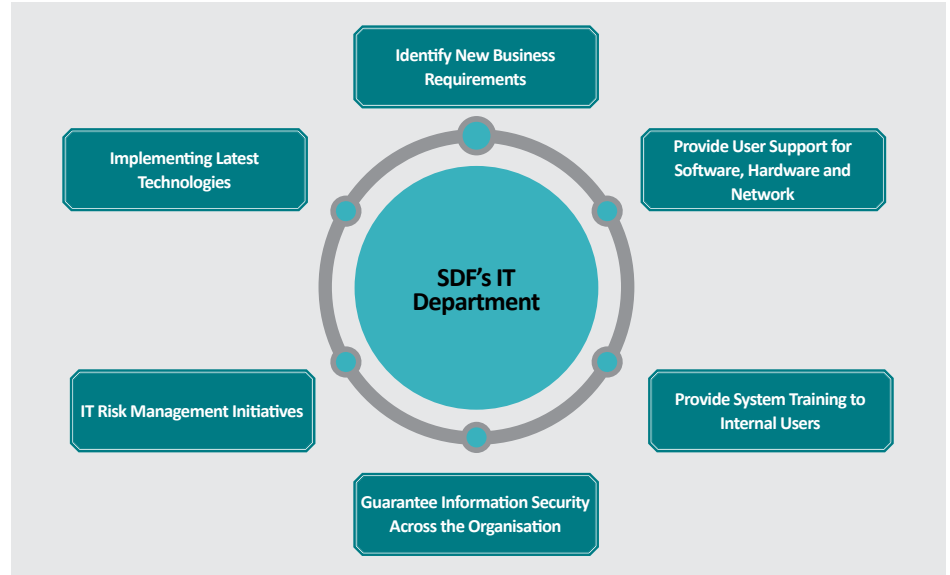 Identify New Business
Requirements
Implementing Latest
Technologies
Provide User Support for
Software, Hardware and
Network
SDF's IT
Department
IT Risk Management Initiatives
Provide System Training to
Internal Users
Guarantee Information Security
Across the Organisation